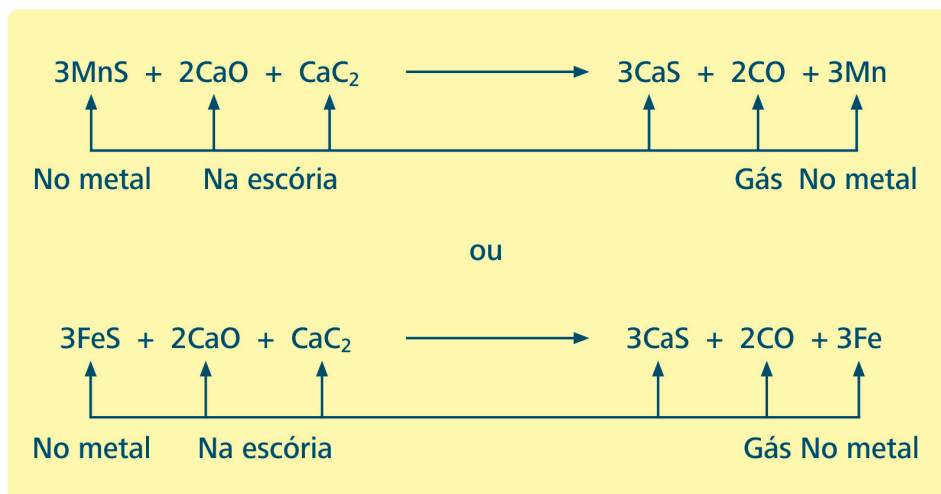 3MnS + 2CaO + CaC₂ → 3CaS + 2CO + 3Mn
No metal Na escória Gás No metal
ou
3FeS + 2CaO + CaC₂ → 3CaS + 2CO + 3Fe
No metal Na escória Gás No metal